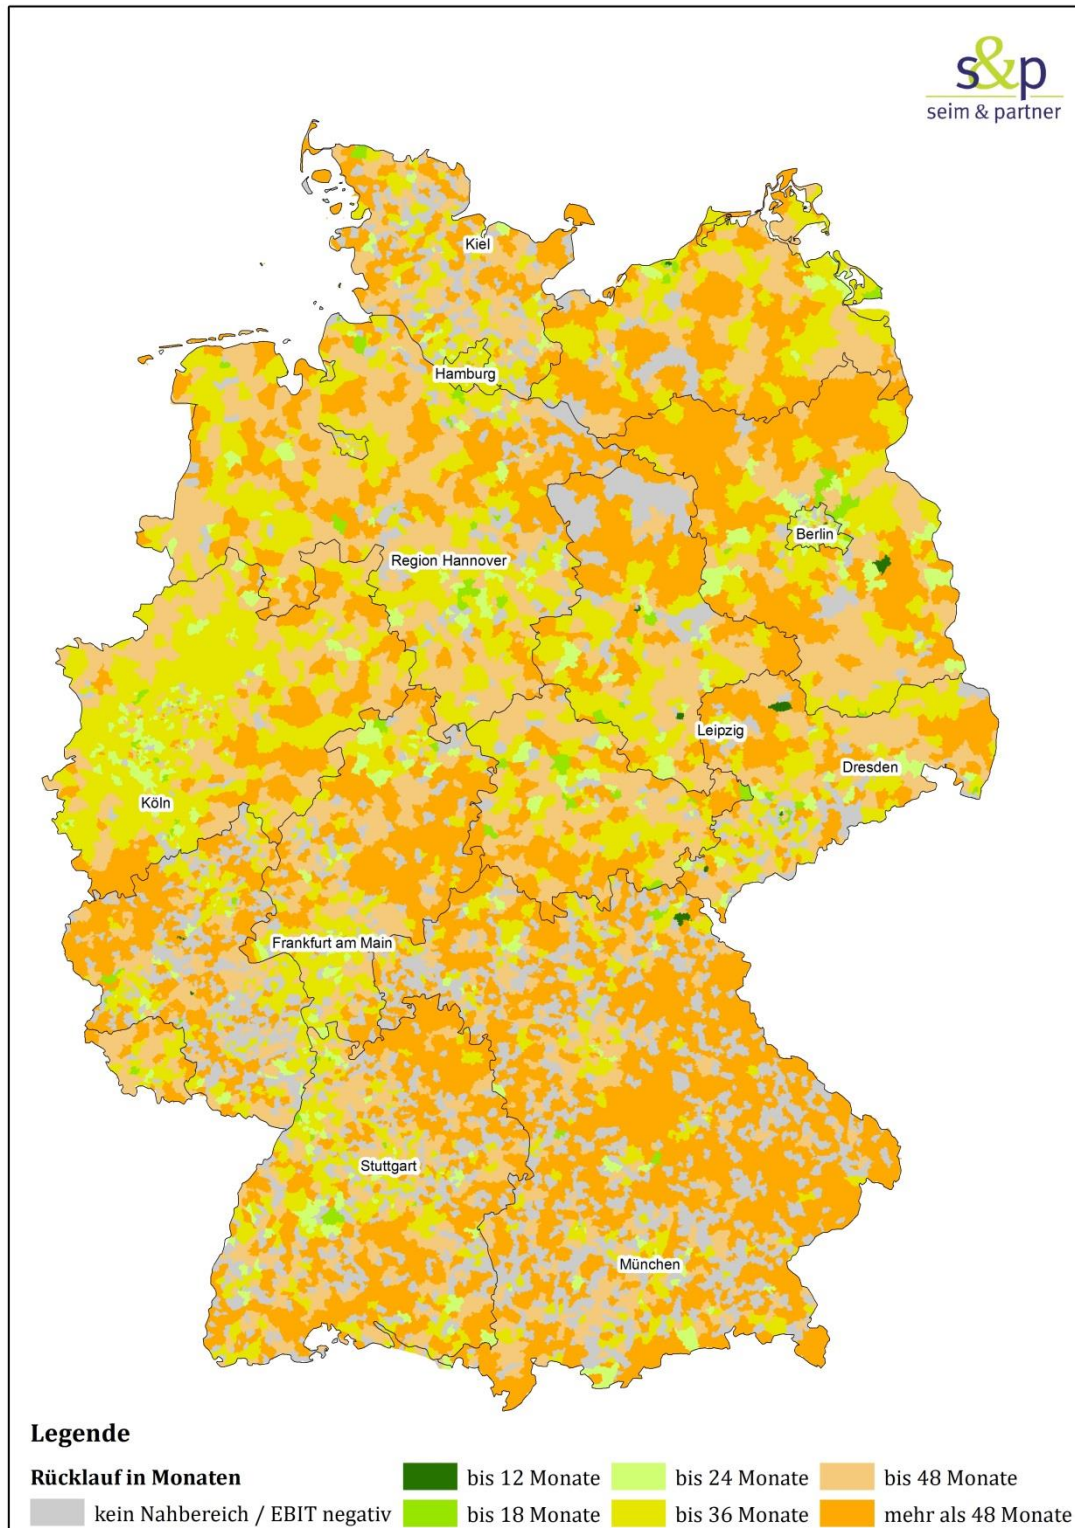 s&p
seim & partner
Kiel
Hamburg
Berlin
Region Hannover
Leipzig
Dresden
Köln
Frankfurt am Main
Stuttgart
München
Legende
Rücklauf in Monaten
kein Nahbereich / EBIT negativ
bis 12 Monate
bis 18 Monate
bis 24 Monate
bis 36 Monate
bis 48 Monate
mehr als 48 Monate